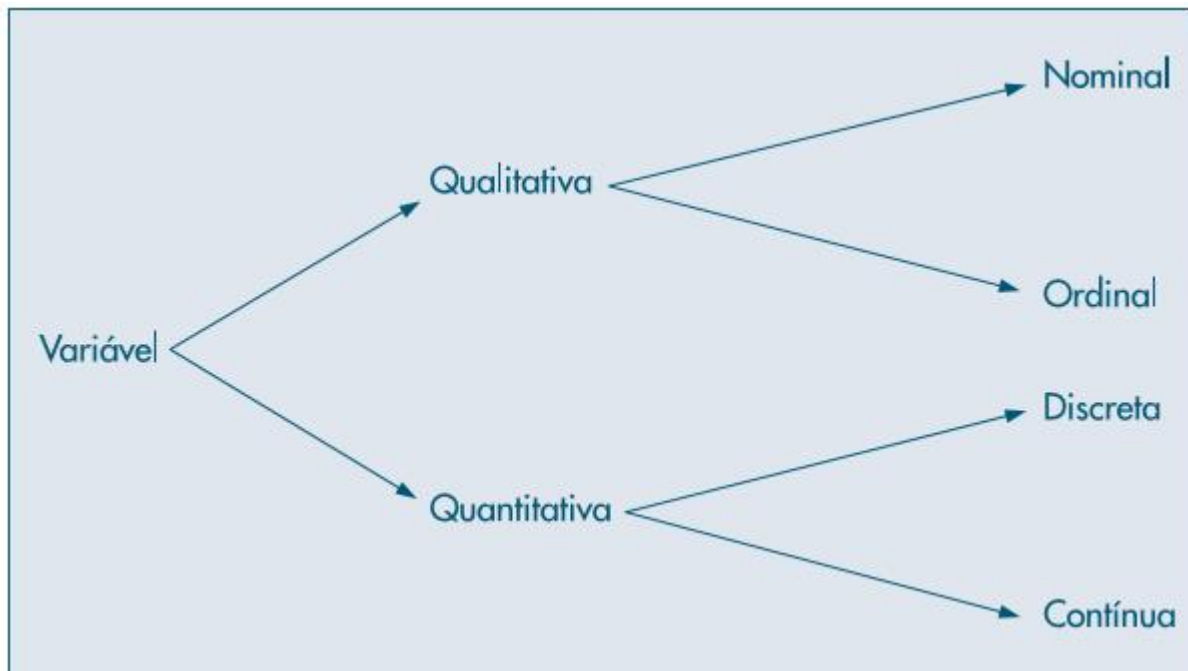 Nominal
Qualitativa
Ordinal
Variável
Discreta
Quantitativa
Contínua